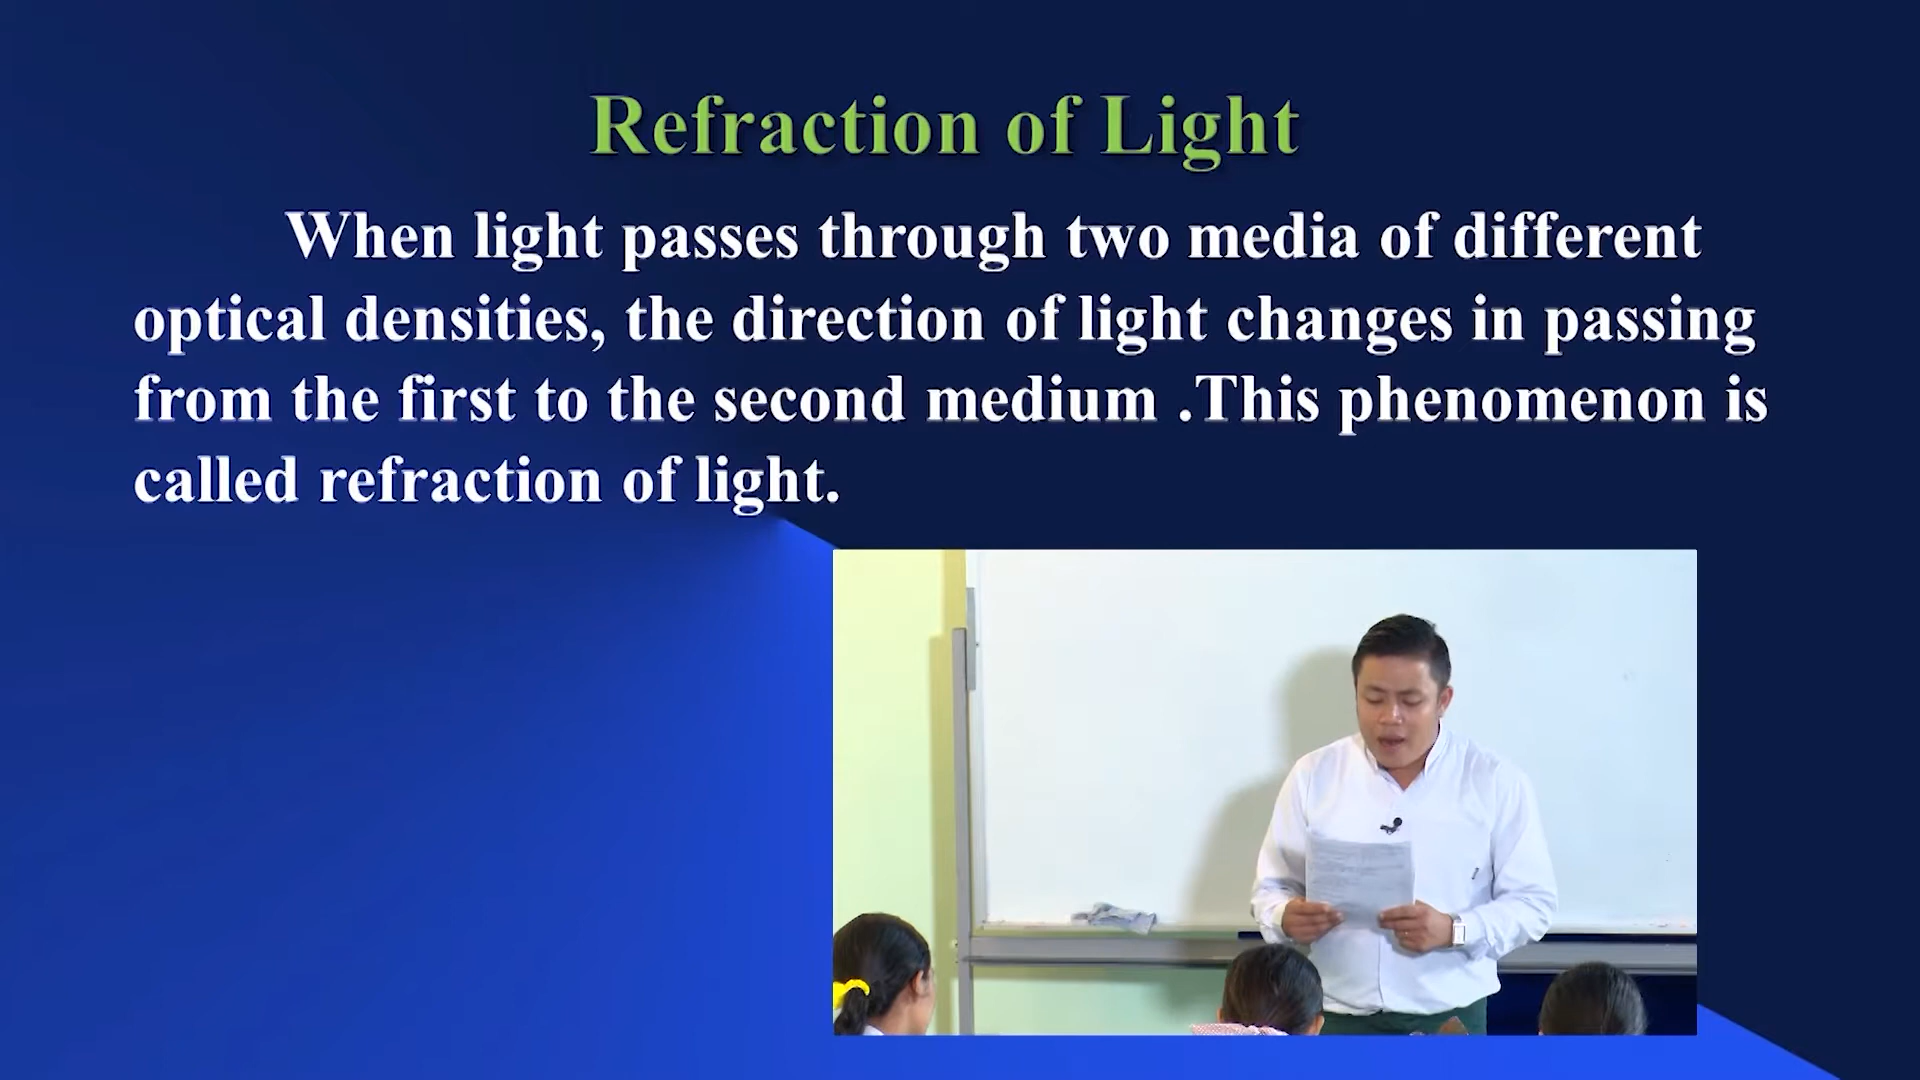 Refraction of Light
When light passes through two media of different
optical densities, the direction of light changes in passing
from the first to the second medium .This phenomenon is
called refraction of light.